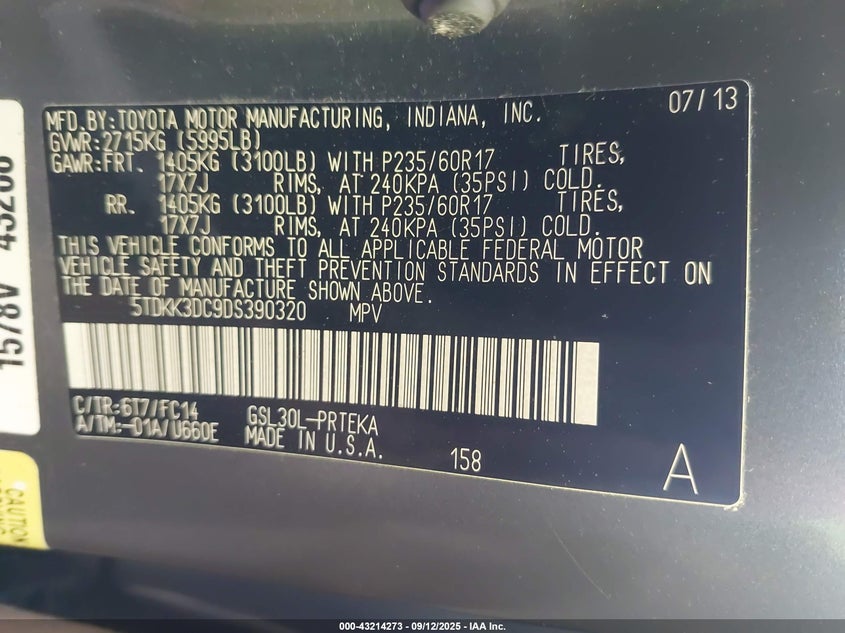 07/13
MFD.BY:TOYOTA MOTOR MANUFACTURING, INDIANA, INC.
GVWR:2715KG (5995LB)
GAWR:FRT. 1405KG (3100LB) WITH P235/60R17 TIRES,
17X7J RIMS, AT 240KPA (35PSI) COLD.
RR. 1405KG (3100LB) WITH P235/60R17 TIRES,
17X7J RIMS, AT 240KPA (35PSI) COLD.
THIS VEHICLE CONFORMS TO ALL APPLICABLE FEDERAL MOTOR
VEHICLE SAFETY AND THEFT PREVENTION STANDARDS IN EFFECT ON
THE DATE OF MANUFACTURE SHOWN ABOVE.
5TDKK3DC9DS390320 MPV
C/TR:6T7/FC14 GSL30L-PRTEKA
A/TM:-01A/U660E MADE IN U.S.A.
158
A
CAUTION
000-43214273 - 09/12/2025 - IAA Inc.